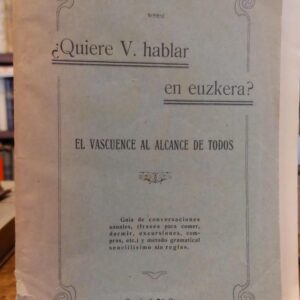 ¿Quiere V. hablar
en euzkera?
EL VASCUENCE AL ALCANCE DE TODOS
Guía de conversaciones
usuales, (frases para comer,
dormir, excursiones, com-
pras, etc.) y método gramatical
sencillísimo sin reglas.